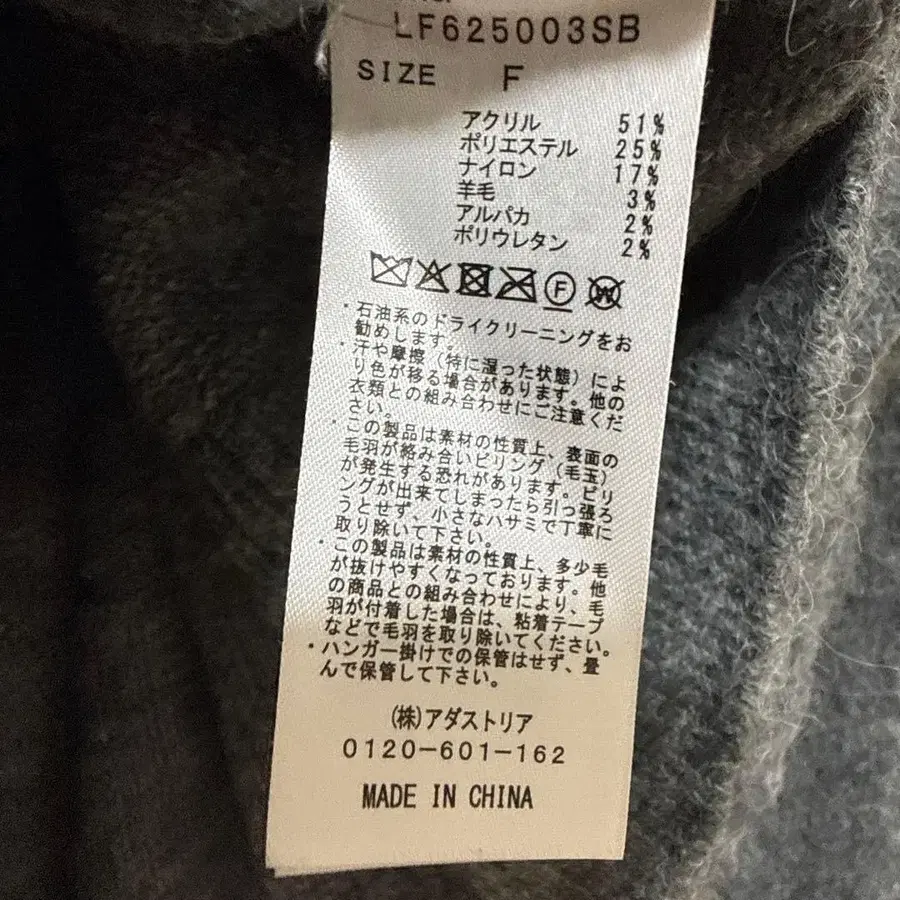 LF625003SB
SIZE F
アクリル 51%
ポリエステル 25%
ナイロン 17%
羊毛 3%
アルパカ 2%
ポリウレタン 2%
F W
・石油系のドライクリーニングをお
勧めします。
・汗や摩擦(特に湿った状態)によ
り色が移る場合があります。他の
衣類との組み合わせにご注意くだ
さい。
・この製品は素材の性質上、表面の
毛羽が絡み合いピリング(毛玉)
が発生する恐れがあります。ピリ
ングが出来てしまったら引っ張ろ
うとせず、小さなハサミで丁寧に
取り除いて下さい。
・この製品は素材の性質上、多少毛
が抜けやすくなっております。他
の商品との組み合わせにより、毛
羽が付着した場合は、粘着テープ
などで毛羽を取り除いてください。
・ハンガー掛けでの保管はせず、畳
んで保管して下さい。
(株)アダストリア
0120-601-162
MADE IN CHINA